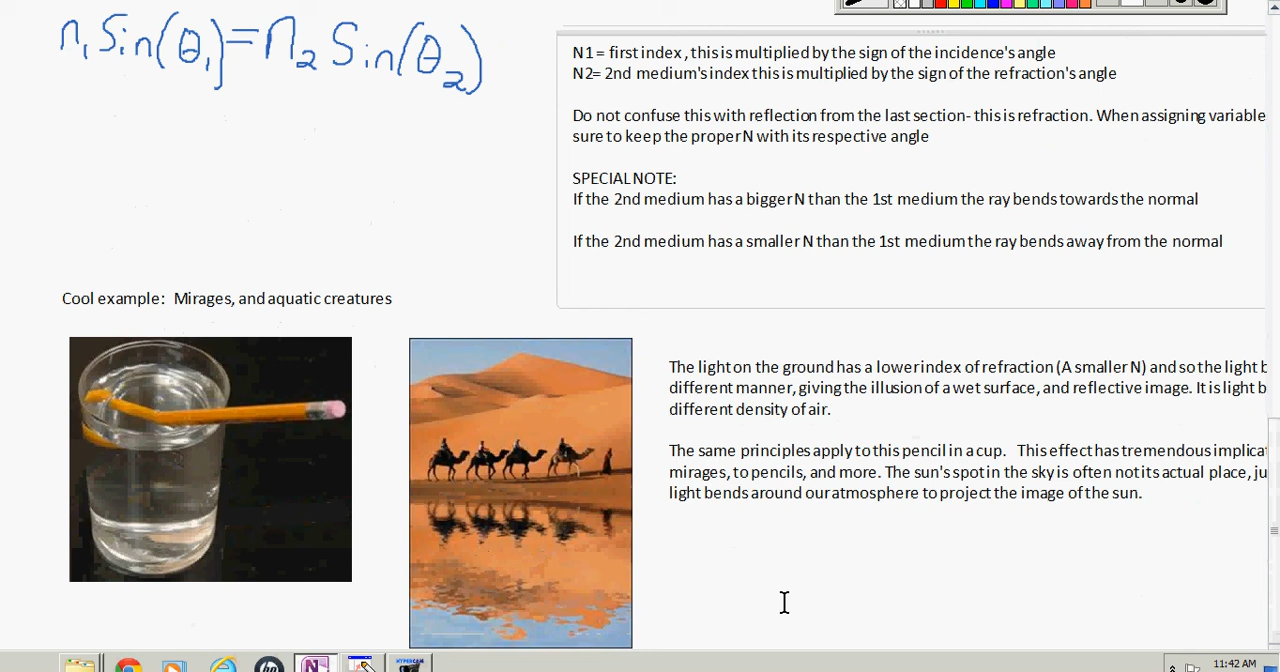 n₁ Sin(θ₁) = n₂ Sin(θ₂)
N1 = first index, this is multiplied by the sign of the incidence's angle
N2= 2nd medium's index this is multiplied by the sign of the refraction's angle
Do not confuse this with reflection from the last section- this is refraction. When assigning variable
sure to keep the proper N with its respective angle
SPECIAL NOTE:
If the 2nd medium has a bigger N than the 1st medium the ray bends towards the normal
If the 2nd medium has a smaller N than the 1st medium the ray bends away from the normal
Cool example: Mirages, and aquatic creatures
The light on the ground has a lower index of refraction (A smaller N) and so the light b
different manner, giving the illusion of a wet surface, and reflective image. It is light b
different density of air.
The same principles apply to this pencil in a cup. This effect has tremendous implicat
mirages, to pencils, and more. The sun's spot in the sky is often not its actual place, ju
light bends around our atmosphere to project the image of the sun.
hp
N
HYPERCAM
11:42 AM